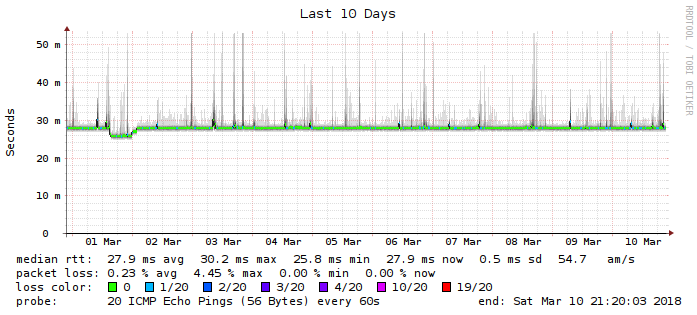 Last 10 Days
RRDTOOL / TOBI OETIKER
Seconds
50 m
40 m
30 m
20 m
10 m
0
01 Mar 02 Mar 03 Mar 04 Mar 05 Mar 06 Mar 07 Mar 08 Mar 09 Mar 10 Mar
median rtt: 27.9 ms avg 30.2 ms max 25.8 ms min 27.9 ms now 0.5 ms sd 54.7 am/s
packet loss: 0.23 % avg 4.45 % max 0.00 % min 0.00 % now
loss color: 0 1/20 2/20 3/20 4/20 10/20 19/20
probe: 20 ICMP Echo Pings (56 Bytes) every 60s end: Sat Mar 10 21:20:03 2018